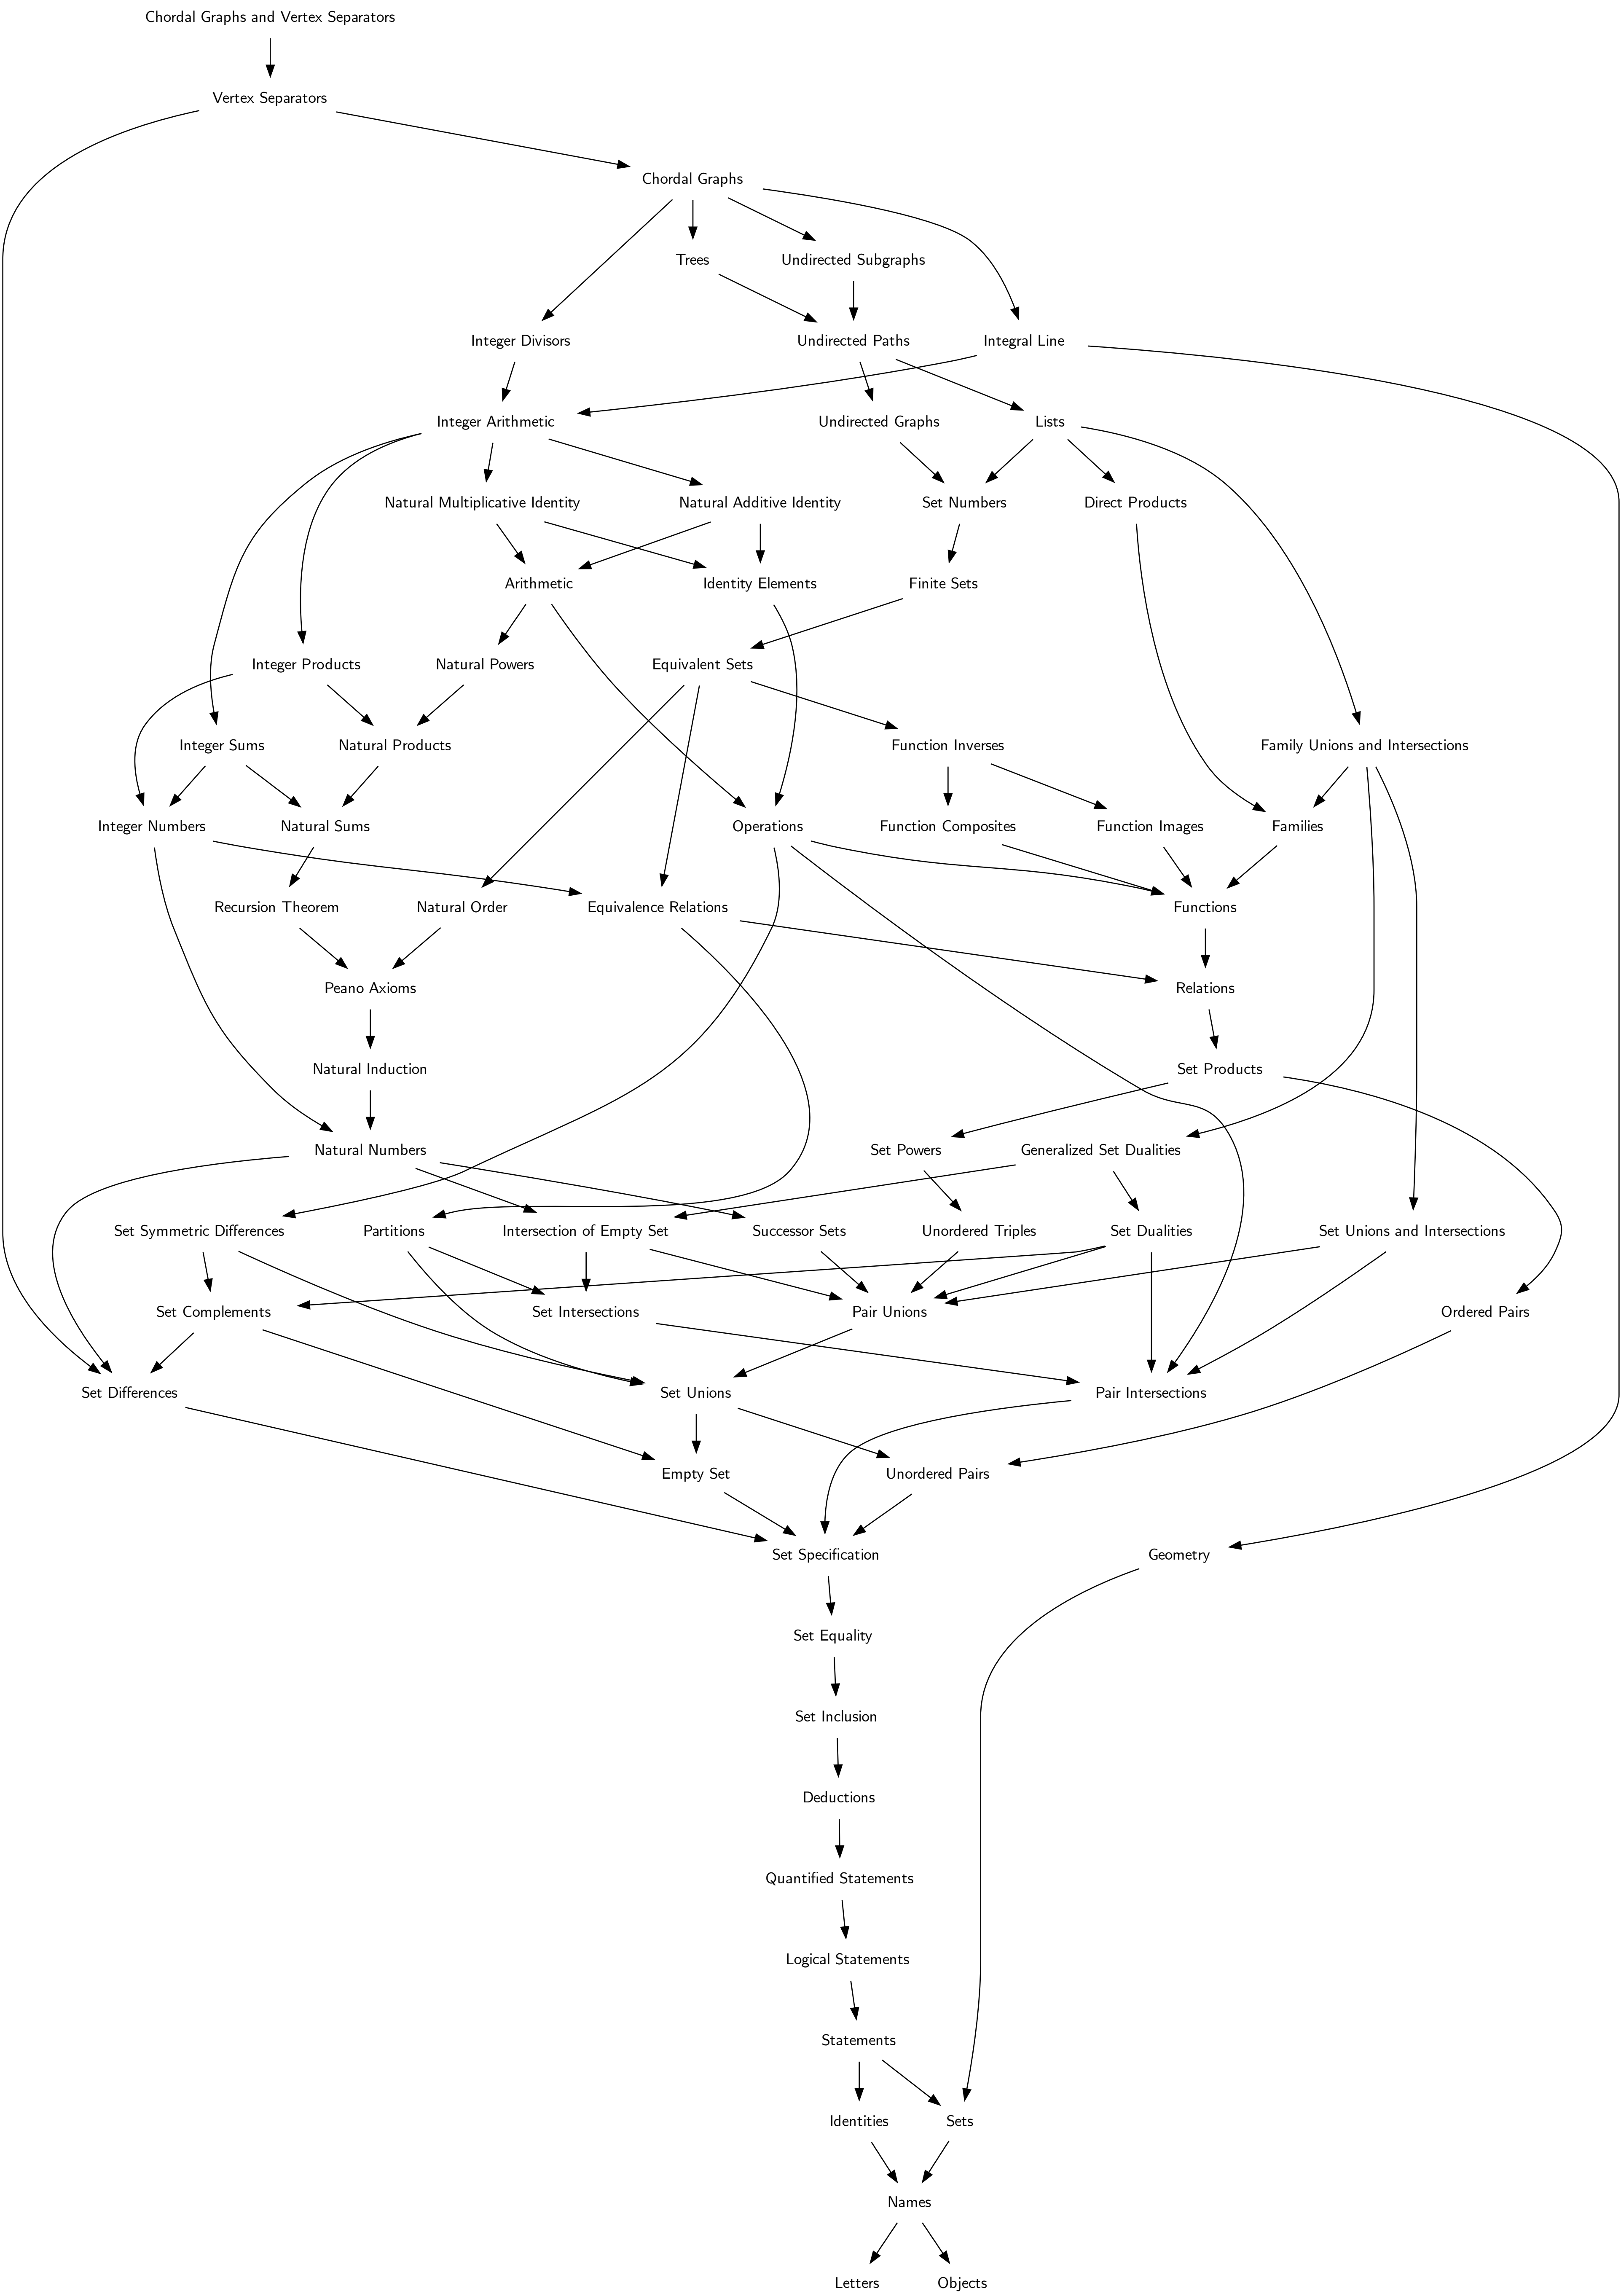 Chordal Graphs and Vertex Separators
Vertex Separators
Chordal Graphs
Trees
Undirected Subgraphs
Integer Divisors
Undirected Paths
Integral Line
Integer Arithmetic
Undirected Graphs
Lists
Natural Multiplicative Identity
Natural Additive Identity
Set Numbers
Direct Products
Arithmetic
Identity Elements
Finite Sets
Integer Products
Natural Powers
Equivalent Sets
Integer Sums
Natural Products
Function Inverses
Family Unions and Intersections
Integer Numbers
Natural Sums
Operations
Function Composites
Function Images
Families
Recursion Theorem
Natural Order
Equivalence Relations
Functions
Peano Axioms
Relations
Natural Induction
Set Products
Natural Numbers
Set Powers
Generalized Set Dualities
Set Symmetric Differences
Partitions
Intersection of Empty Set
Successor Sets
Unordered Triples
Set Dualities
Set Unions and Intersections
Set Complements
Set Intersections
Pair Unions
Ordered Pairs
Set Differences
Set Unions
Pair Intersections
Empty Set
Unordered Pairs
Set Specification
Geometry
Set Equality
Set Inclusion
Deductions
Quantified Statements
Logical Statements
Statements
Identities
Sets
Names
Letters
Objects